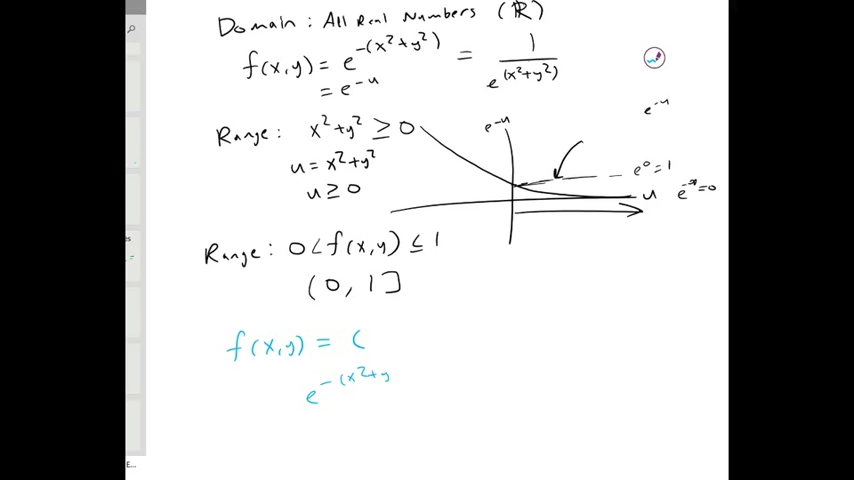 Domain: All Real Numbers (ℝ)
f(x,y) = e^{-(x²+y²)} = 1/e^{(x²+y²)}
= e^{-u}
e^{-u}
Range: x²+y² ≥ 0
e^{-u}
u = x²+y²
e⁰=1
u ≥ 0
u
e^{-∞}=0
Range: 0 < f(x,y) ≤ 1
(0, 1]
f(x,y) = C
e^{-(x²+y
E...